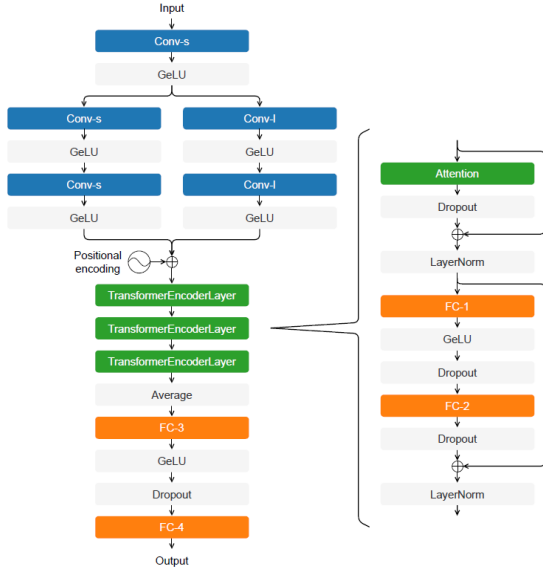 Input
Conv-s
GeLU
Conv-s
Conv-l
GeLU
GeLU
Conv-s
Conv-l
GeLU
GeLU
Positional
encoding
TransformerEncoderLayer
TransformerEncoderLayer
TransformerEncoderLayer
Average
FC-3
GeLU
Dropout
FC-4
Output
Attention
Dropout
LayerNorm
FC-1
GeLU
Dropout
FC-2
Dropout
LayerNorm